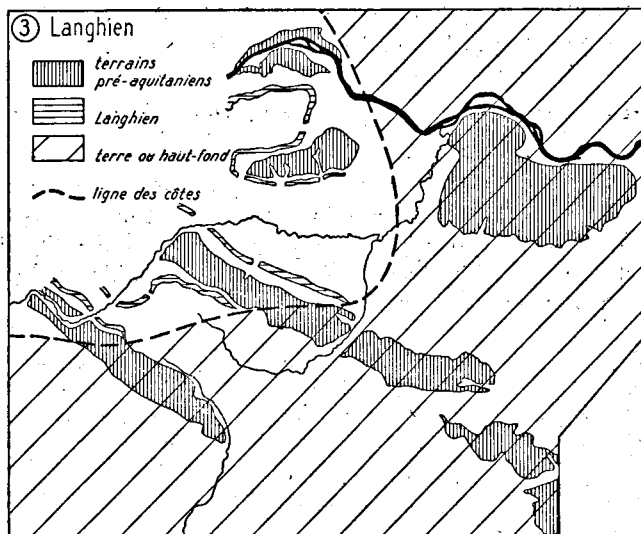 ③ Langhien
terrains
pré-aquitaniens
Langhien
terre ou haut-fond
ligne des côtes